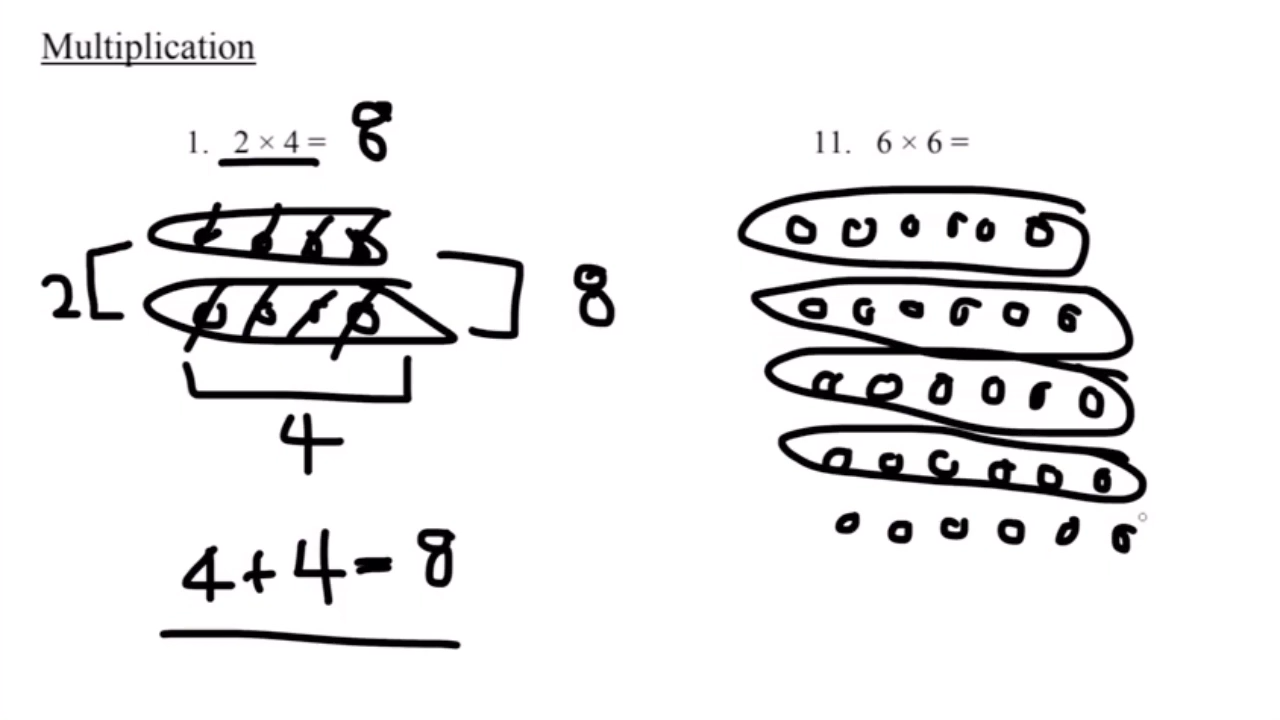 Multiplication
1. 2 × 4 = 8
2
8
4
4 + 4 = 8
11. 6 × 6 =